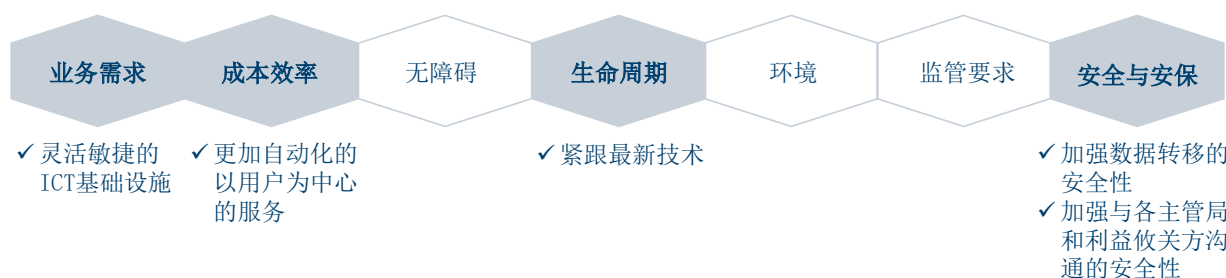 业务需求
成本效率
无障碍
生命周期
环境
监管要求
安全与安保
✓灵活敏捷的
ICT基础设施
✓更加自动化的
以用户为中心
的服务
✓紧跟最新技术
✓加强数据转移的
安全性
✓加强与各主管局
和利益攸关方沟
通的安全性